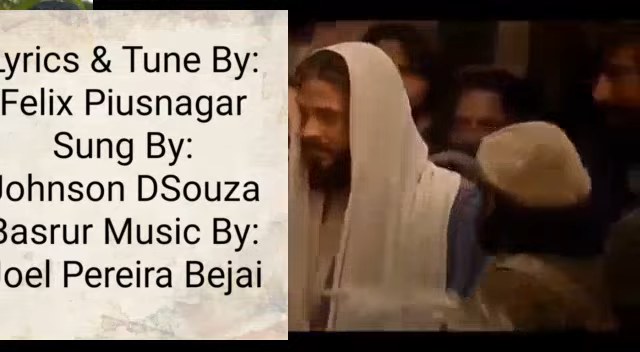 Lyrics & Tune By:
Felix Piusnagar
Sung By:
Johnson DSouza
Basrur Music By:
Joel Pereira Bejai